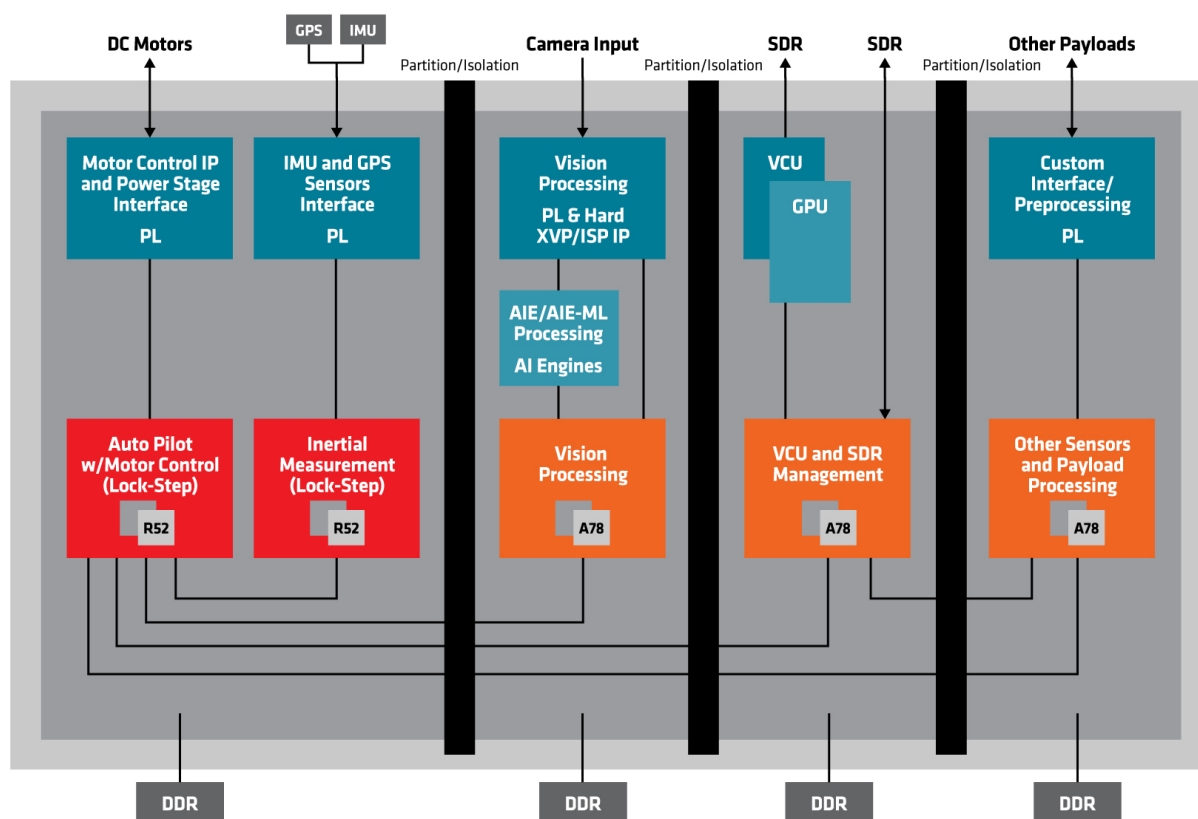 GPS
IMU
DC Motors
Camera Input
SDR
SDR
Other Payloads
Partition/Isolation
Partition/Isolation
Partition/Isolation
Motor Control IP
and Power Stage
Interface
PL
IMU and GPS
Sensors
Interface
PL
Vision
Processing
PL & Hard
XVP/ISP IP
VCU
GPU
Custom
Interface/
Preprocessing
PL
AIE/AIE-ML
Processing
AI Engines
Auto Pilot
w/Motor Control
(Lock-Step)
R52
Inertial
Measurement
(Lock-Step)
R52
Vision
Processing
A78
VCU and SDR
Management
A78
Other Sensors
and Payload
Processing
A78
DDR
DDR
DDR
DDR